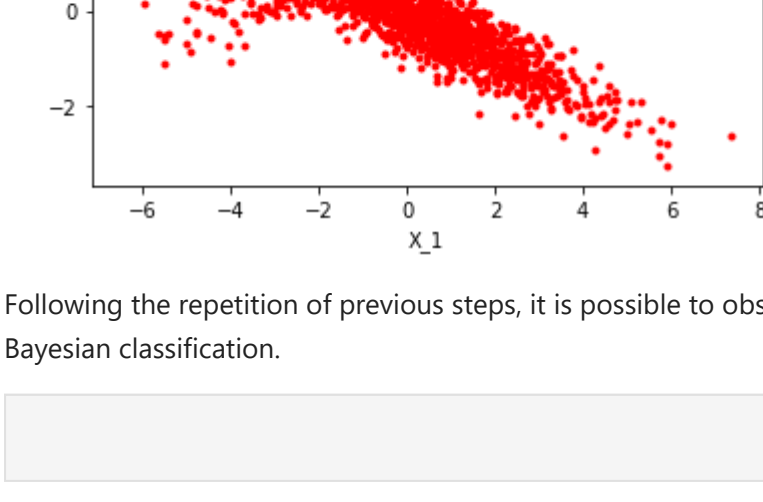 0
−2
−6 −4 −2 0 2 4 6 8
X_1
Following the repetition of previous steps, it is possible to
Bayesian classification.